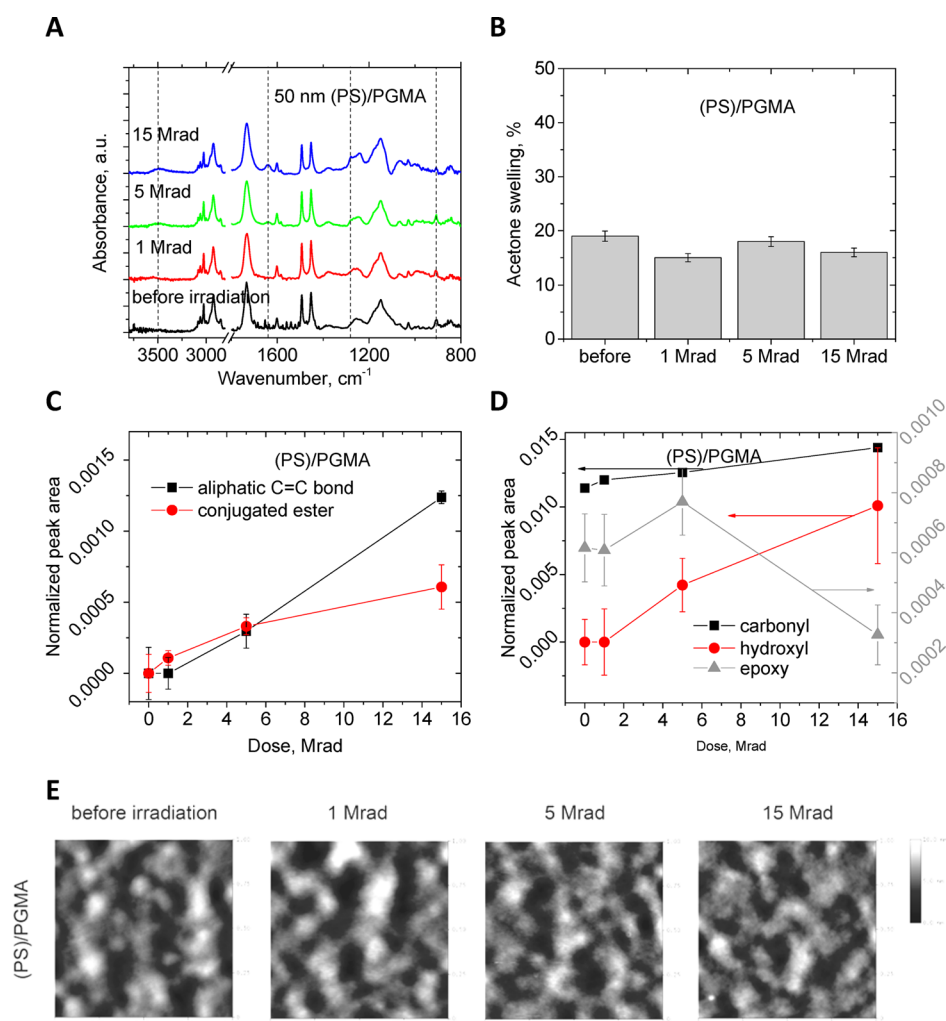 A
50 nm (PS)/PGMA
15 Mrad
5 Mrad
1 Mrad
before irradiation
Absorbance, a.u.
3500 3000 1600 1200 800
Wavenumber, cm-1
B
(PS)/PGMA
Acetone swelling, %
50
40
30
20
10
0
before 1 Mrad 5 Mrad 15 Mrad
C
(PS)/PGMA
aliphatic C=C bond
conjugated ester
Normalized peak area
0.0015
0.0010
0.00005
0.0000
0 2 4 6 8 10 12 14 16
Dose, Mrad
D
(PS)/PGMA
carbonyl
hydroxyl
epoxy
Normalized peak area
0.015
0.010
0.005
0.000
0.0010
0.0008
0.0006
0.0004
0.0002
0 2 4 6 8 10 12 14 16
Dose, Mrad
E
before irradiation 1 Mrad 5 Mrad 15 Mrad
(PS)/PGMA